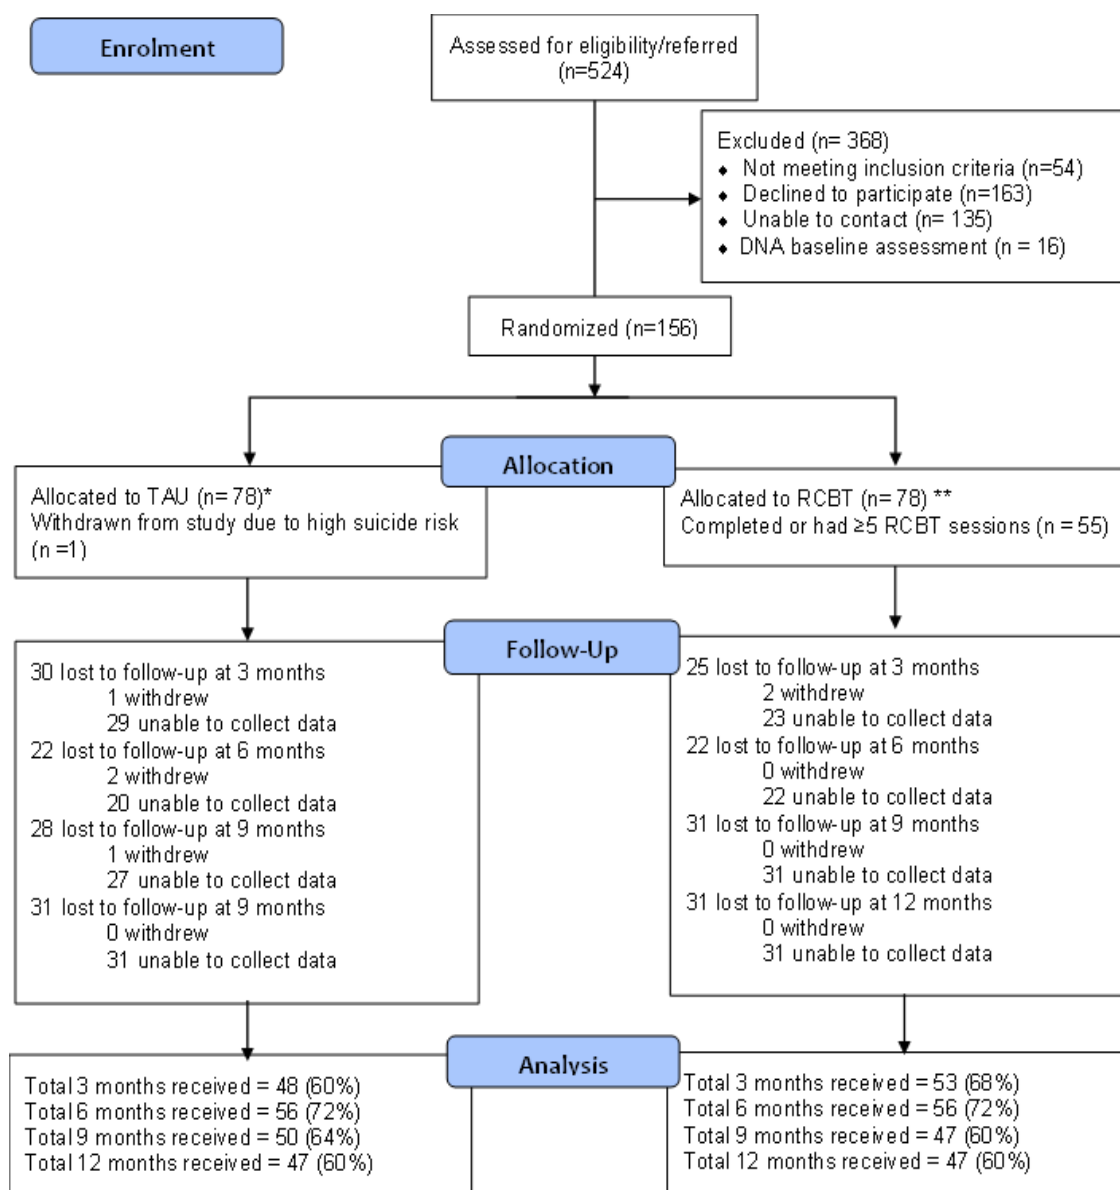 Enrolment
Assessed for eligibility/referred
(n=524)
Excluded (n= 368)
♦ Not meeting inclusion criteria (n=54)
♦ Declined to participate (n=163)
♦ Unable to contact (n= 135)
♦ DNA baseline assessment (n = 16)
Randomized (n=156)
Allocation
Allocated to TAU (n= 78)*
Withdrawn from study due to high suicide risk
(n =1)
Allocated to RCBT (n= 78) **
Completed or had ≥5 RCBT sessions (n = 55)
Follow-Up
30 lost to follow-up at 3 months
1 withdrew
29 unable to collect data
22 lost to follow-up at 6 months
2 withdrew
20 unable to collect data
28 lost to follow-up at 9 months
1 withdrew
27 unable to collect data
31 lost to follow-up at 9 months
0 withdrew
31 unable to collect data
25 lost to follow-up at 3 months
2 withdrew
23 unable to collect data
22 lost to follow-up at 6 months
0 withdrew
22 unable to collect data
31 lost to follow-up at 9 months
0 withdrew
31 unable to collect data
31 lost to follow-up at 12 months
0 withdrew
31 unable to collect data
Analysis
Total 3 months received = 48 (60%)
Total 6 months received = 56 (72%)
Total 9 months received = 50 (64%)
Total 12 months received = 47 (60%)
Total 3 months received = 53 (68%)
Total 6 months received = 56 (72%)
Total 9 months received = 47 (60%)
Total 12 months received = 47 (60%)